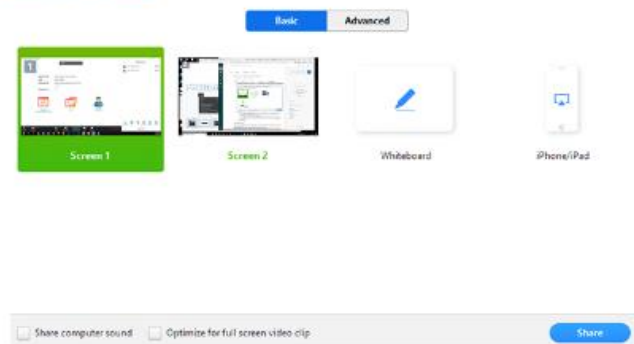 Basic
Advanced
1
Screen 1
Screen 2
Whiteboard
iPhone/iPad
Share computer sound
Optimize for full screen video clip
Share